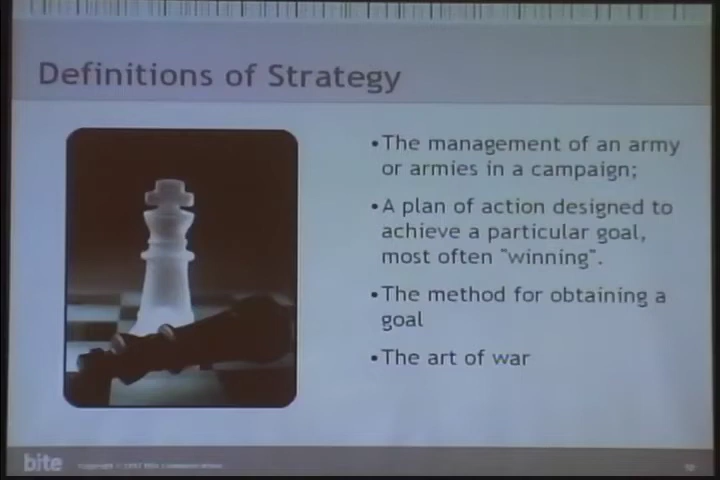 Definitions of Strategy
•The management of an army
or armies in a campaign;
•A plan of action designed to
achieve a particular goal,
most often "winning".
•The method for obtaining a
goal
•The art of war
bite